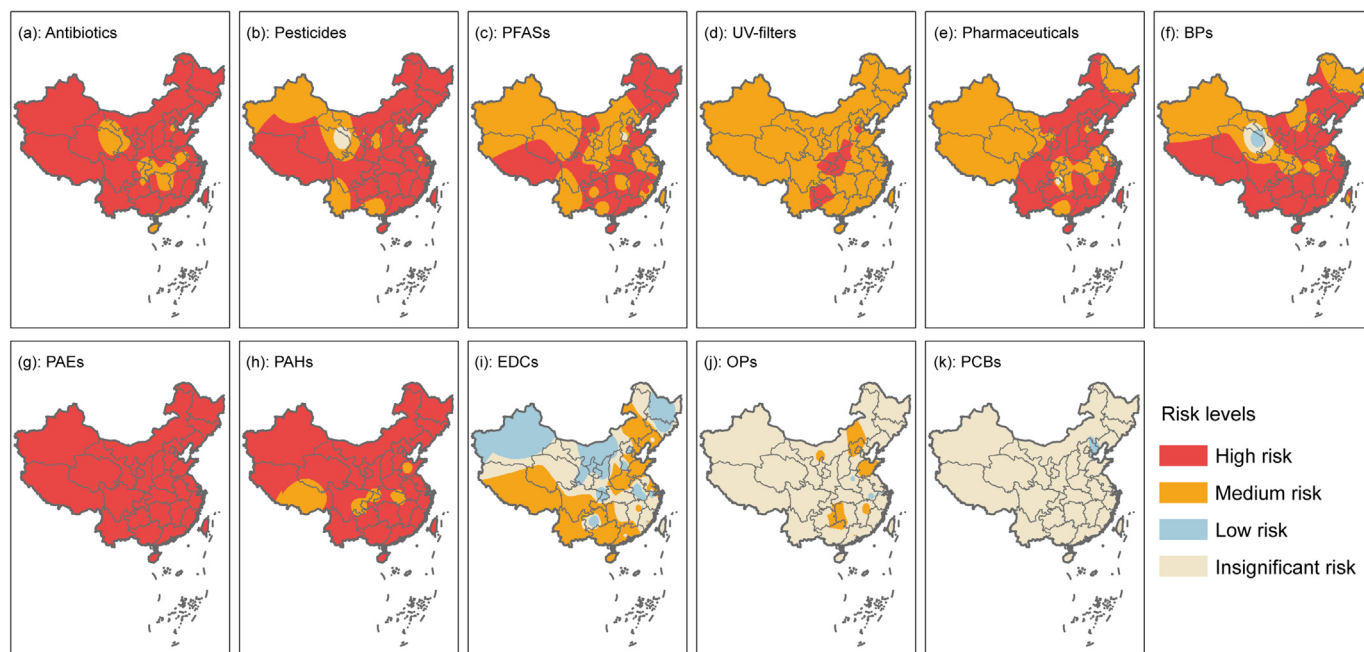 (a): Antibiotics
(b): Pesticides
(c): PFASs
(d): UV-filters
(e): Pharmaceuticals
(f): BPs
(g): PAEs
(h): PAHs
(i): EDCs
(j): OPs
(k): PCBs
Risk levels
High risk
Medium risk
Low risk
Insignificant risk